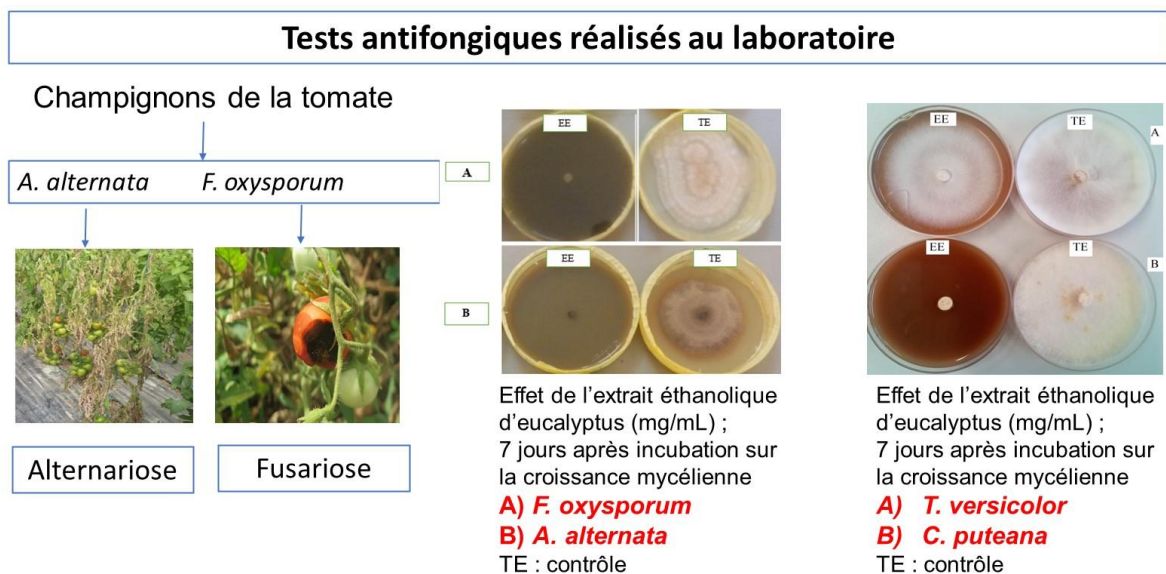 Tests antifongiques réalisés au laboratoire
Champignons de la tomate
A. alternata F. oxysporum
Alternariose
Fusariose
A
EE
TE
B
EE
TE
Effet de l'extrait éthanolique
d'eucalyptus (mg/mL) ;
7 jours après incubation sur
la croissance mycélienne
A) F. oxysporum
B) A. alternata
TE : contrôle
EE
TE
A
EE
TE
B
Effet de l'extrait éthanolique
d'eucalyptus (mg/mL) ;
7 jours après incubation sur
la croissance mycélienne
A) T. versicolor
B) C. puteana
TE : contrôle